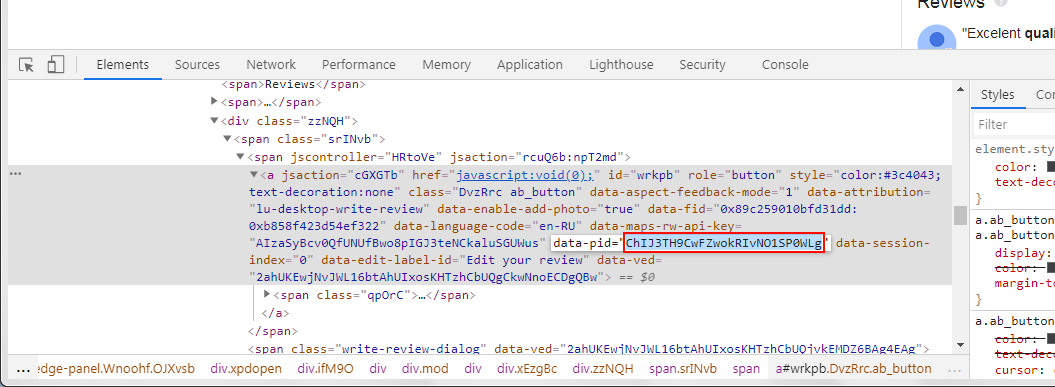 Reviews
"Excelent quali
Elements Sources Network Performance Memory Application Lighthouse Security Console
<span>Reviews</span>
<span>…</span>
<div class="zzNQH">
<span class="srINvb">
<span jscontroller="HRtoVe" jsaction="rcuQ6b:npT2md">
<a jsaction="cGXGTb" href="javascript:void(0);" id="wrkpb" role="button" style="color:#3c4043;
text-decoration:none" class="DvzRrc ab_button" data-aspect-feedback-mode="1" data-attribution=
"lu-desktop-write-review" data-enable-add-photo="true" data-fid="0x89c259010bfd31dd:
0xb858f423d54ef322" data-language-code="en-RU" data-maps-rw-api-key=
"AIzaSyBcv0QfUNUfBwo8pIGJ3teNCkaluSGUWus" data-pid="ChIJ3TH9CwFZwokRIvNO1SP0WLg" data-session-
index="0" data-edit-label-id="Edit your review" data-ved=
"2ahUKEwjNvJWL16btAhUIxosKHTzhCbUQgCkwNnoECDgQBw"> == $0
<span class="qpOrC">…</span>
</a>
</span>
<span class="write-review-dialog" data-ved="2ahUKEwjNvJWL16btAhUIxosKHTzhCbUQjvkEMDZ6BAg4EAg">
… edge-panel.Wnoohf.OJXvsb div.xpdopen div.ifM9O div div.mod div div.xEzgBc div.zzNQH span.srINvb span a#wrkpb.DvzRrc.ab_button …
Styles Co
Filter
element.sty
color:
text-deco
}
a.ab_button
a.ab_button
display:
color:
margin-to
}
a.ab_button
color:
text-deco
cursor: